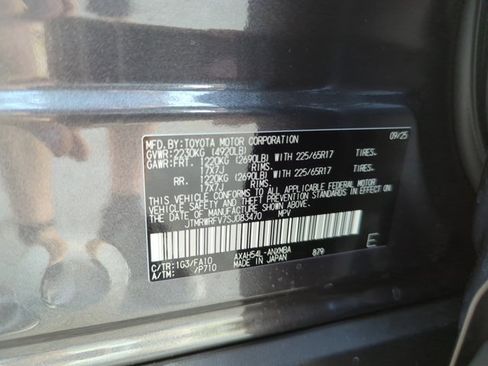 MFD.BY:TOYOTA MOTOR CORPORATION 09/25
GVWR:2230KG (4920LB)
GAWR:FRT. 1220KG (2690LB) WITH 225/65R17 TIRES,
17X7J RIMS.
RR. 1220KG (2690LB) WITH 225/65R17 TIRES,
17X7J RIMS.
THIS VEHICLE CONFORMS TO ALL APPLICABLE FEDERAL MOTOR
VEHICLE SAFETY AND THEFT PREVENTION STANDARDS IN EFFECT ON
THE DATE OF MANUFACTURE SHOWN ABOVE.
JTMRWRFV7SJ083470 MPV
E
C/TR:1G3/FA10 AXAH54L-ANXMBA 079
A/TM: /P710 MADE IN JAPAN